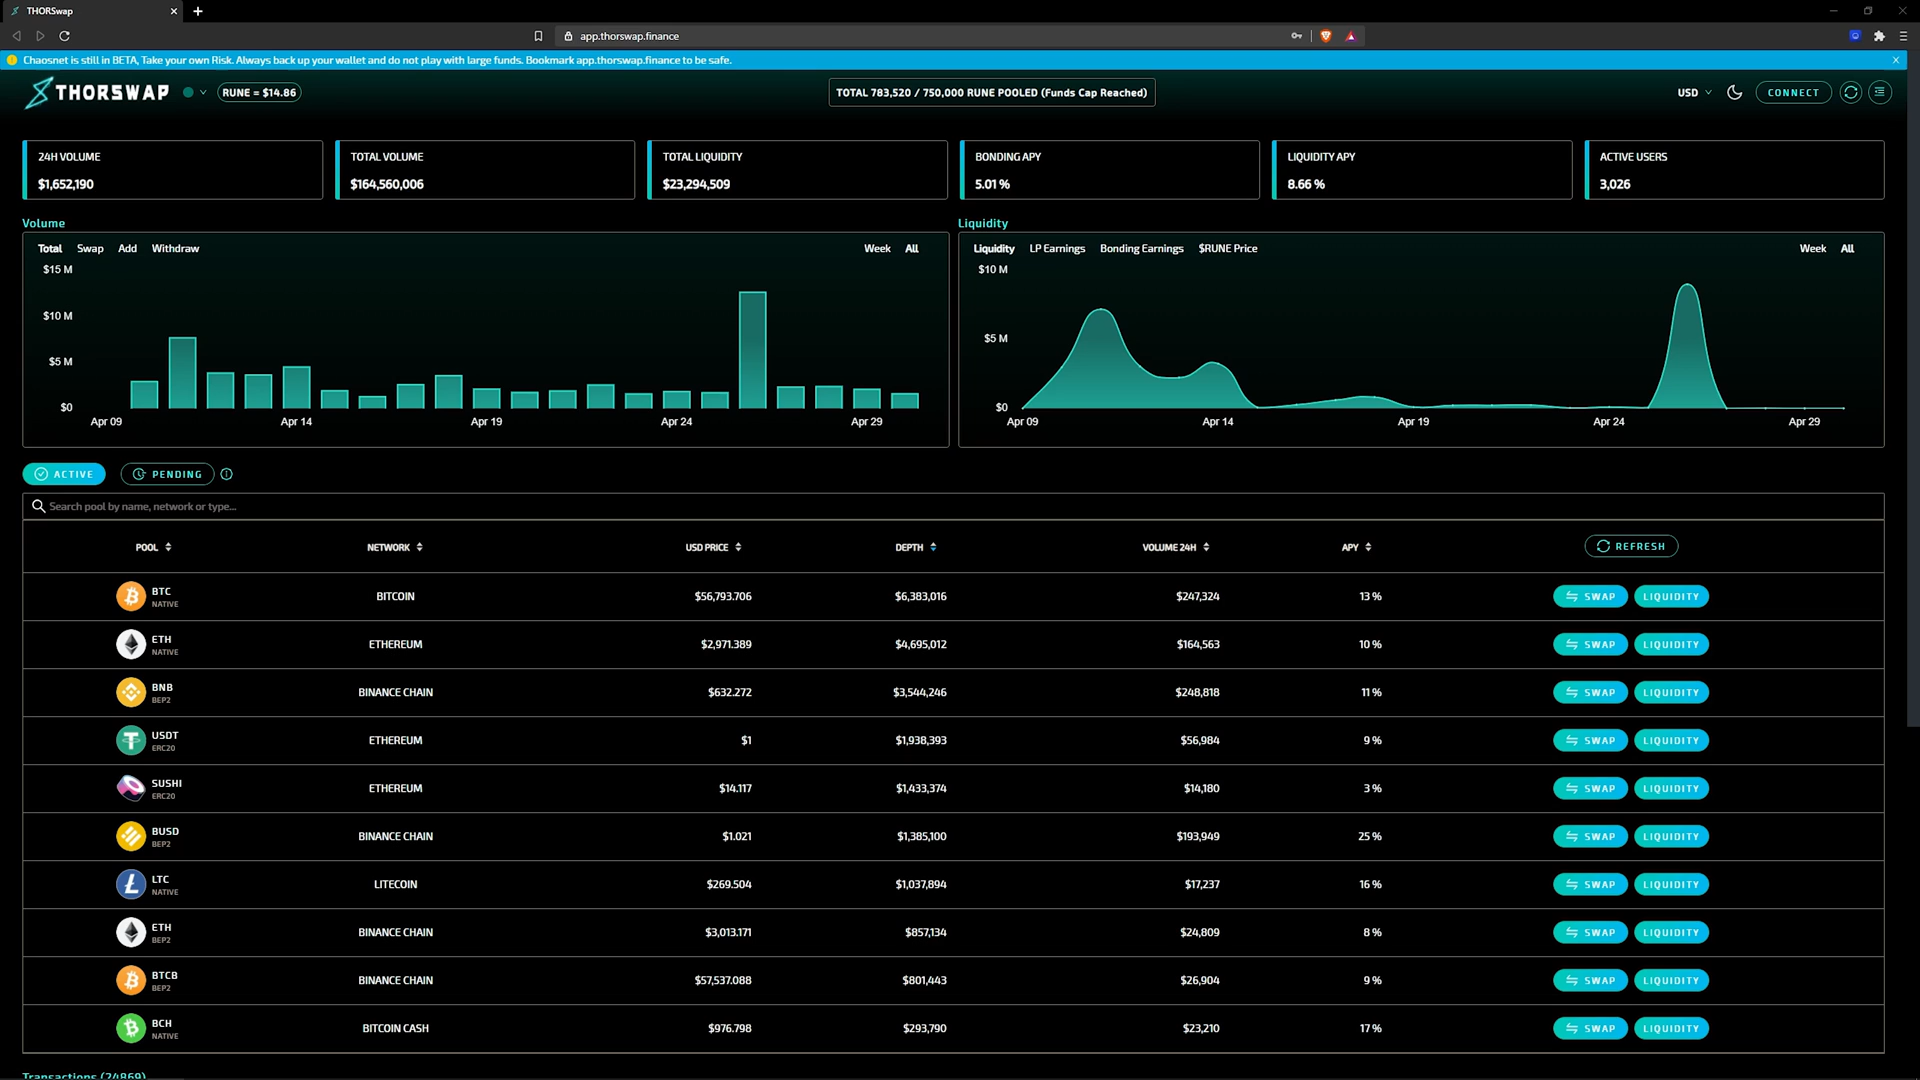 THORSwap
app.thorswap.finance
Chaosnet is still in BETA, Take your own Risk. Always back up your wallet and do not play with large funds. Bookmark app.thorswap.finance to be safe.
THORSWAP RUNE = $14.86 TOTAL 783,520 / 750,000 RUNE POOLED (Funds Cap Reached) USD CONNECT
24H VOLUME TOTAL VOLUME TOTAL LIQUIDITY BONDING APY LIQUIDITY APY ACTIVE USERS
$1,652,190 $164,560,006 $23,294,509 5.01 % 8.66 % 3,026
Volume Liquidity
Total Swap Add Withdraw Week All Liquidity LP Earnings Bonding Earnings $RUNE Price Week All
$15 M $10 M
$10 M
$5 M
$5 M
$0 $0
Apr 09 Apr 14 Apr 19 Apr 24 Apr 29 Apr 09 Apr 14 Apr 19 Apr 24 Apr 29
ACTIVE PENDING
Search pool by name, network or type...
POOL NETWORK USD PRICE DEPTH VOLUME 24H APY REFRESH
BTC
NATIVE BITCOIN $56,793.706 $6,383,016 $247,324 13 % SWAP LIQUIDITY
ETH
NATIVE ETHEREUM $2,971.389 $4,695,012 $164,563 10 % SWAP LIQUIDITY
BNB
BEP2 BINANCE CHAIN $632.272 $3,544,246 $248,818 11 % SWAP LIQUIDITY
USDT
ERC20 ETHEREUM $1 $1,938,393 $56,984 9 % SWAP LIQUIDITY
SUSHI
ERC20 ETHEREUM $14.117 $1,433,374 $14,180 3 % SWAP LIQUIDITY
BUSD
BEP2 BINANCE CHAIN $1.021 $1,385,100 $193,949 25 % SWAP LIQUIDITY
LTC
NATIVE LITECOIN $269.504 $1,037,894 $17,237 16 % SWAP LIQUIDITY
ETH
BEP2 BINANCE CHAIN $3,013.171 $857,134 $24,809 8 % SWAP LIQUIDITY
BTCB
BEP2 BINANCE CHAIN $57,537.088 $801,443 $26,904 9 % SWAP LIQUIDITY
BCH
NATIVE BITCOIN CASH $976.798 $293,790 $23,210 17 % SWAP LIQUIDITY
Transactions (24869)